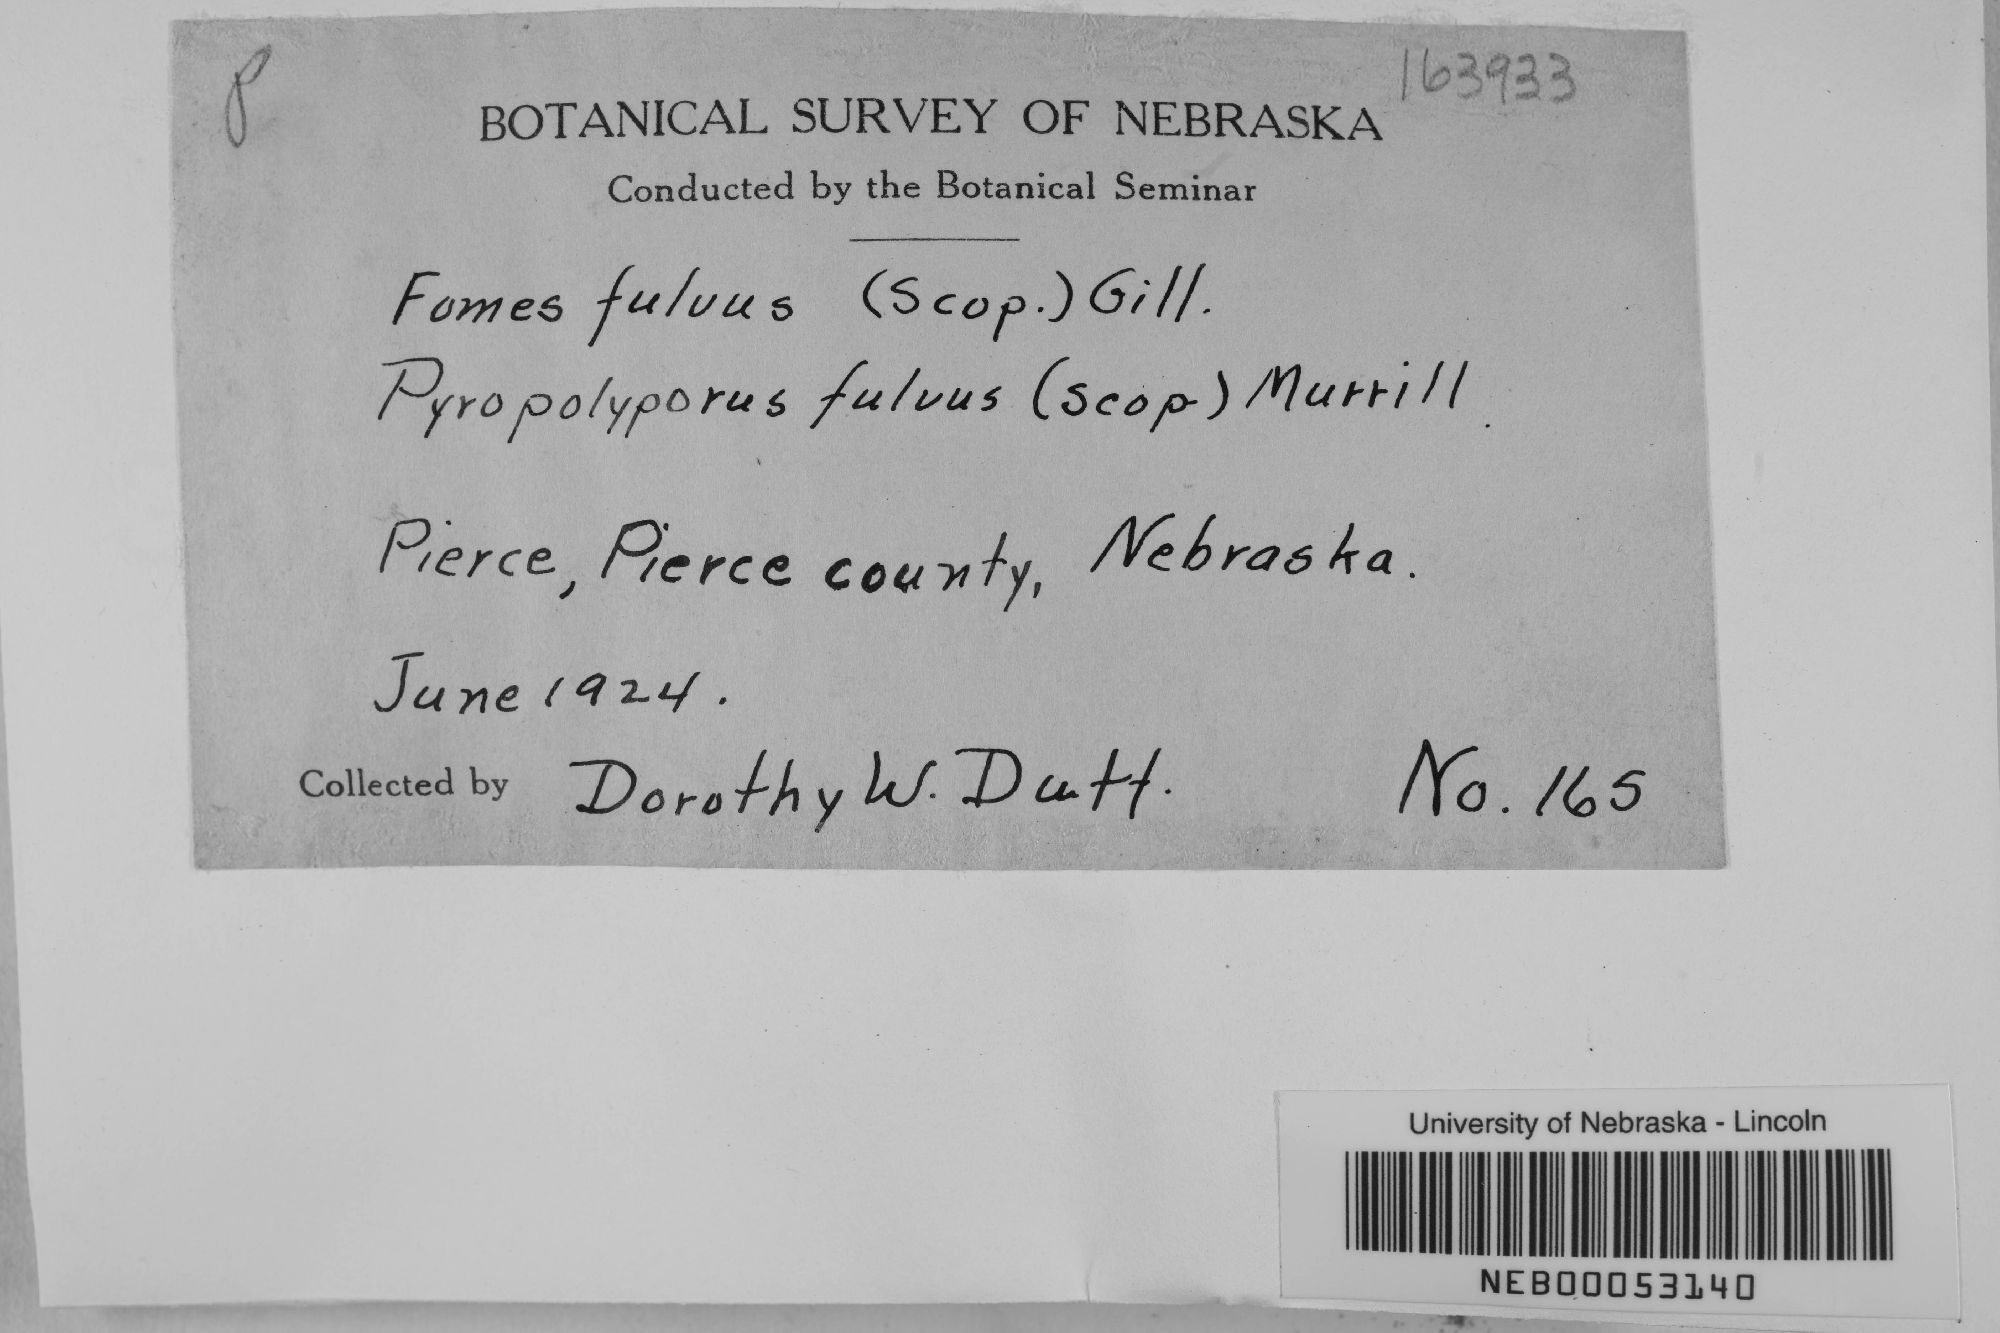 P
163933
BOTANICAL SURVEY OF NEBRASKA
Conducted by the Botanical Seminar
Fomes fulvus (Scop.) Gill.
Pyropolyporus fulvus (Scop) Murrill.
Pierce, Pierce county, Nebraska.
June 1924.
Collected by Dorothy W. Dutt. No. 165
University of Nebraska - Lincoln
NEB00053140